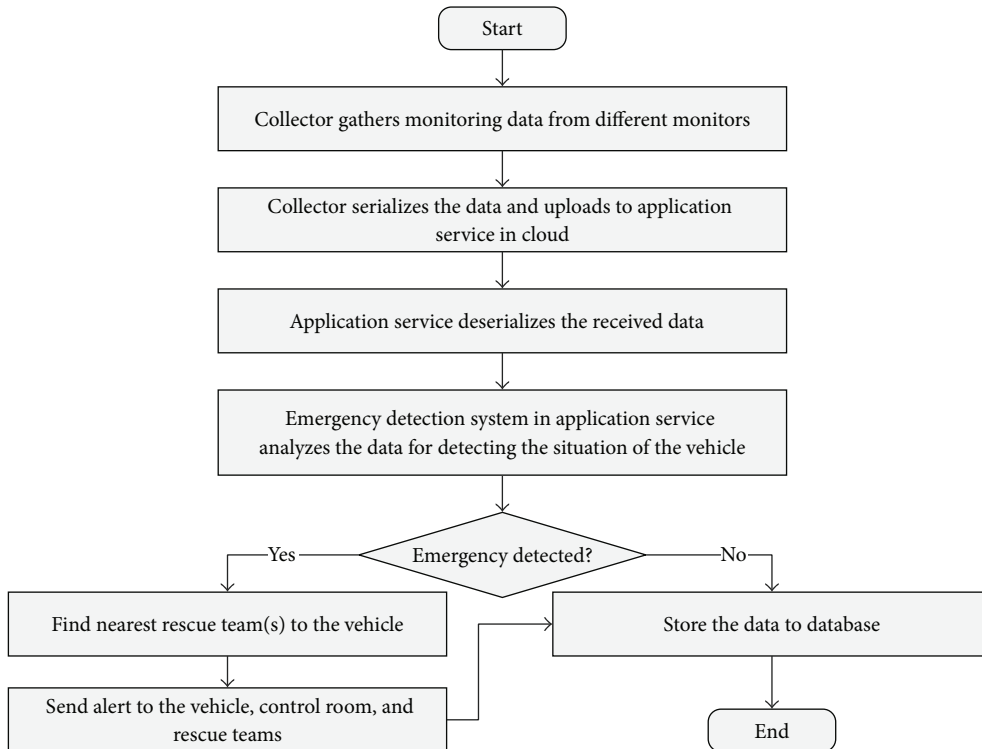 Start
Collector gathers monitoring data from different monitors
Collector serializes the data and uploads to application
service in cloud
Application service deserializes the received data
Emergency detection system in application service
analyzes the data for detecting the situation of the vehicle
Emergency detected?
Yes
No
Find nearest rescue team(s) to the vehicle
Store the data to database
Send alert to the vehicle, control room, and
rescue teams
End